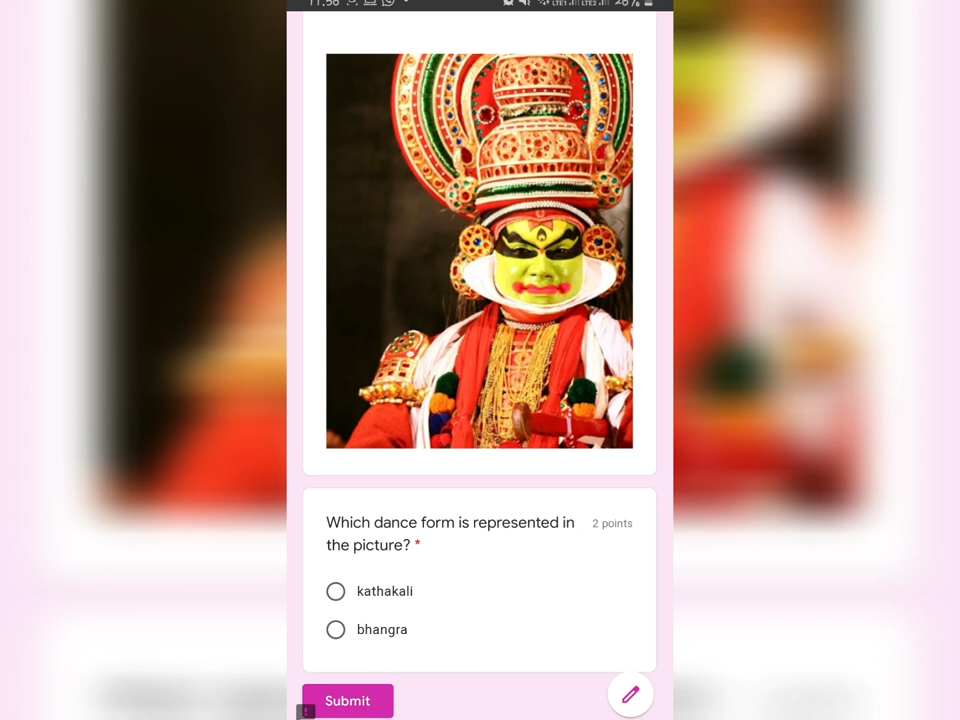 Which dance form is represented in
2 points
the picture? *
kathakali
bhangra
Submit